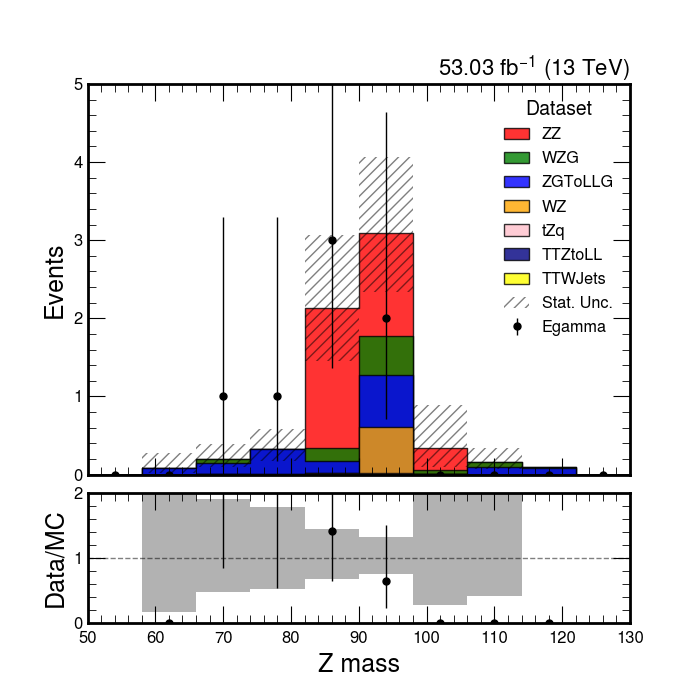 53.03 fb⁻¹ (13 TeV)
5
4
3
2
1
0
Events
Dataset
ZZ
WZG
ZGToLLG
WZ
tZq
TTZtoLL
TTWJets
Stat. Unc.
Egamma
2
1
0
Data/MC
50 60 70 80 90 100 110 120 130
Z mass